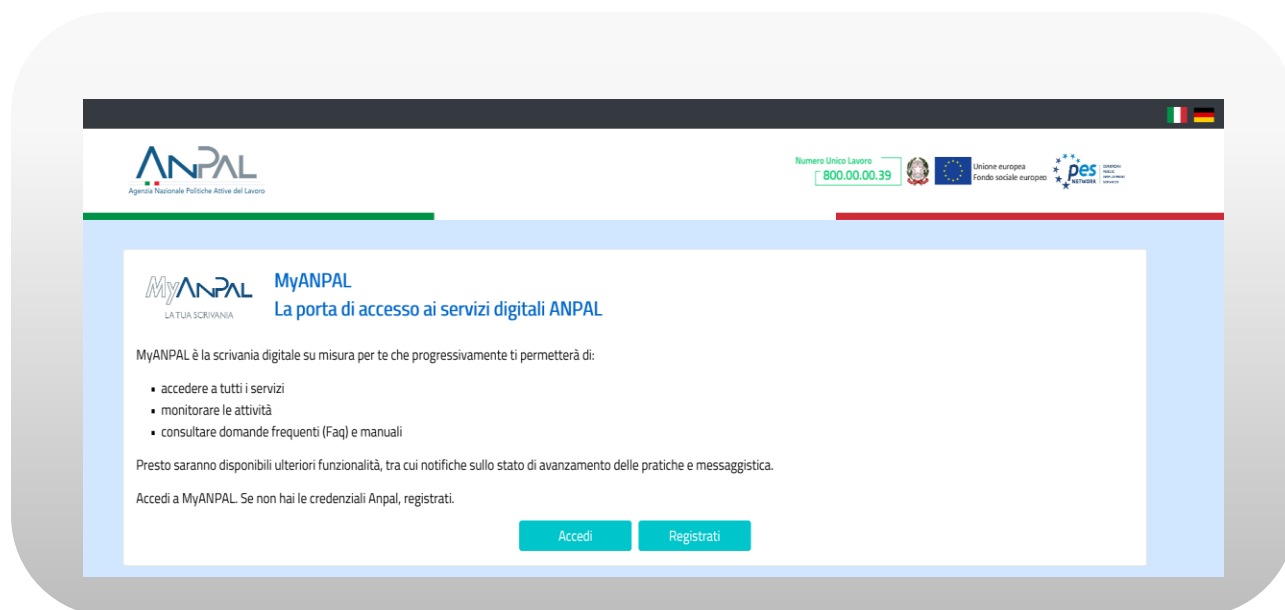 ANPAL
Agenzia Nazionale Politiche Attive del Lavoro
Numero Unico Lavoro
800.00.00.39
Unione europea
Fondo sociale europeo
pes
NETWORK
EUROPEAN
PUBLIC
EMPLOYMENT
SERVICES
MyANPAL
LA TUA SCRIVANIA
MyANPAL
La porta di accesso ai servizi digitali ANPAL
MyANPAL è la scrivania digitale su misura per te che progressivamente ti permetterà di:
▪ accedere a tutti i servizi
▪ monitorare le attività
▪ consultare domande frequenti (Faq) e manuali
Presto saranno disponibili ulteriori funzionalità, tra cui notifiche sullo stato di avanzamento delle pratiche e messaggistica.
Accedi a MyANPAL. Se non hai le credenziali Anpal, registrati.
Accedi
Registrati